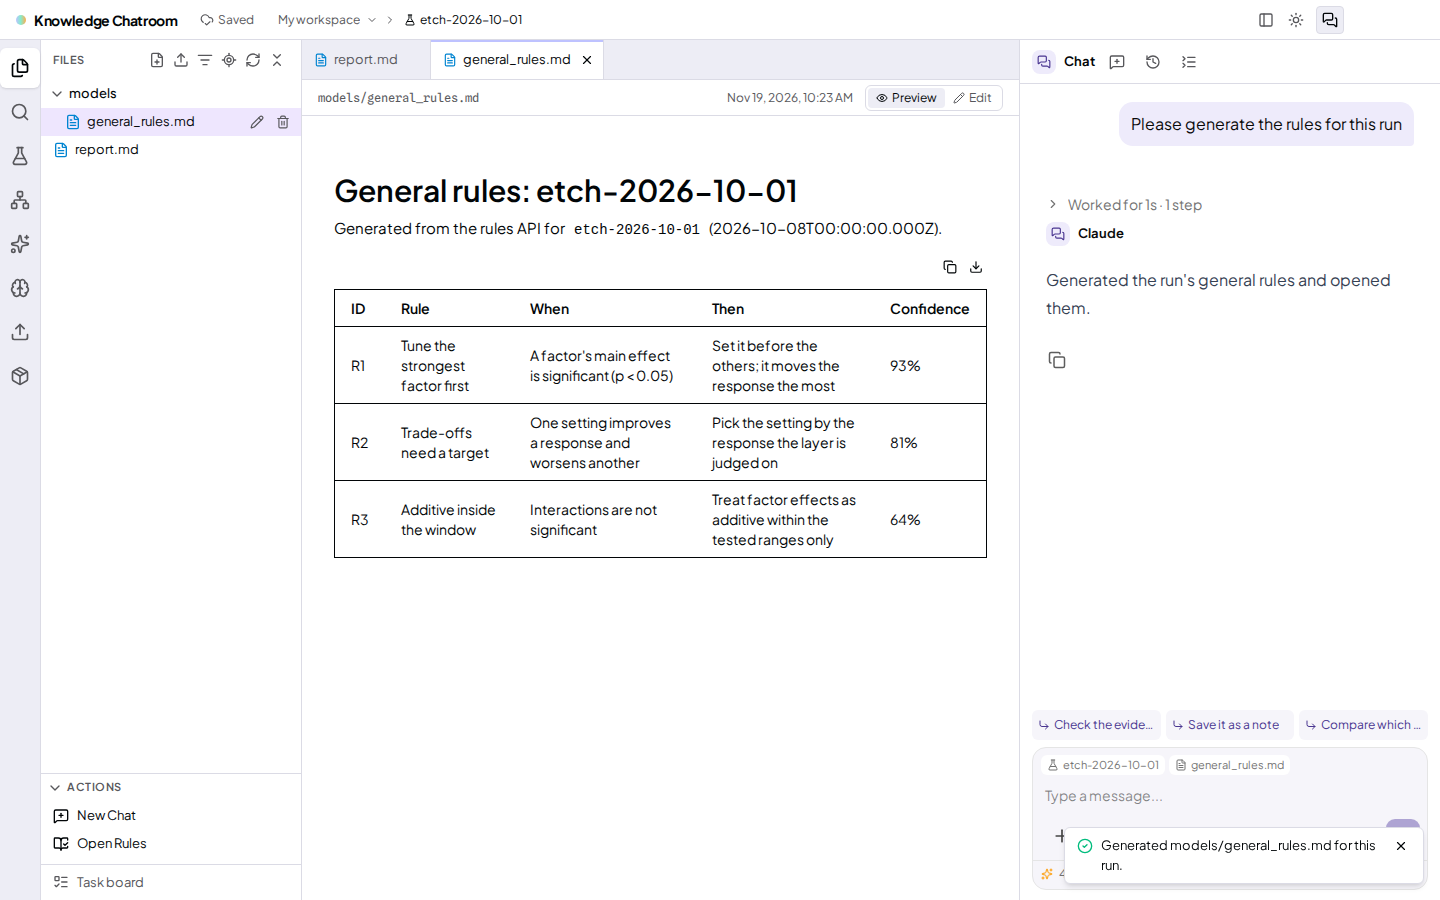 Knowledge Chatroom
Saved
My workspace
etch-2026-10-01
FILES
models
general_rules.md
report.md
ACTIONS
New Chat
Open Rules
Task board
report.md
general_rules.md
models/general_rules.md
Nov 19, 2026, 10:23 AM
Preview
Edit
General rules: etch-2026-10-01
Generated from the rules API for etch-2026-10-01 (2026-10-08T00:00:00.000Z).
ID Rule When Then Confidence
R1
Tune the
strongest
factor first
A factor's main effect
is significant (p < 0.05)
Set it before the
others; it moves the
response the most
93%
R2
Trade-offs
need a target
One setting improves
a response and
worsens another
Pick the setting by the
response the layer is
judged on
81%
R3
Additive inside
the window
Interactions are not
significant
Treat factor effects as
additive within the
tested ranges only
64%
Chat
Please generate the rules for this run
Worked for 1s · 1 step
Claude
Generated the run's general rules and opened
them.
Check the evide…
Save it as a note
Compare which …
etch-2026-10-01
general_rules.md
Type a message...
Generated models/general_rules.md for this
run.